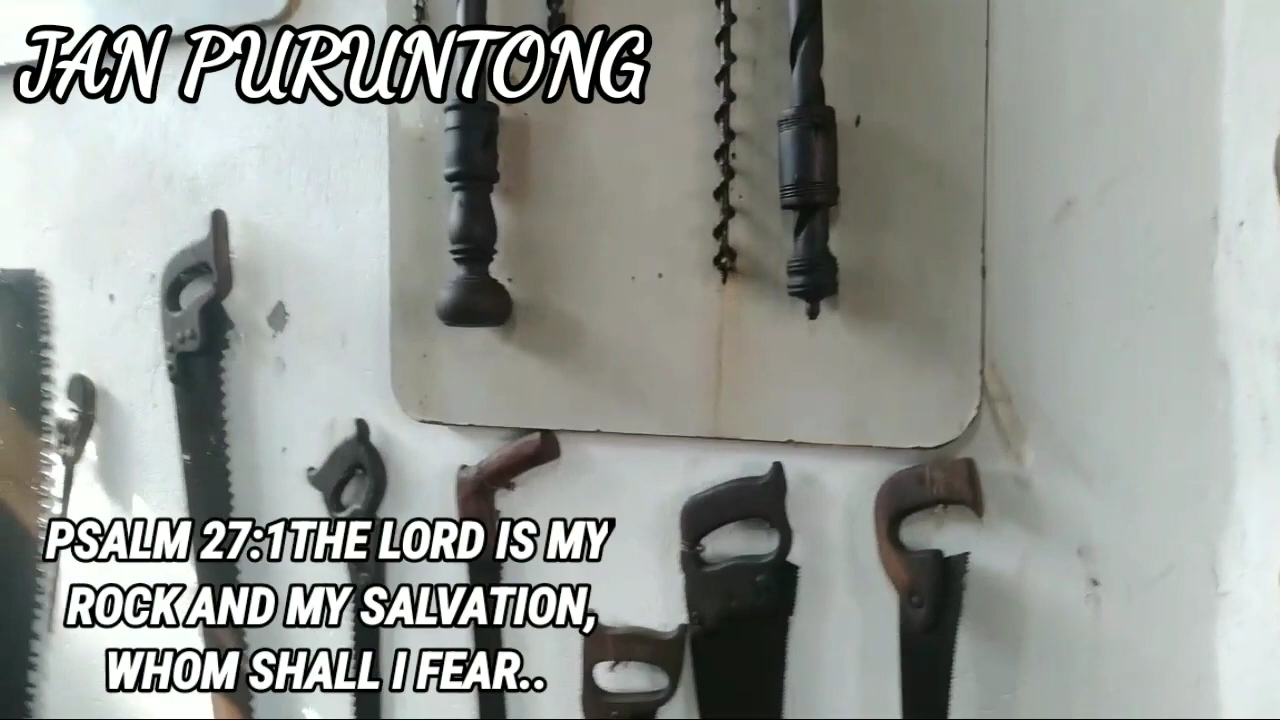 JAN PURUNTONG
PSALM 27:1THE LORD IS MY
ROCK AND MY SALVATION,
WHOM SHALL I FEAR..